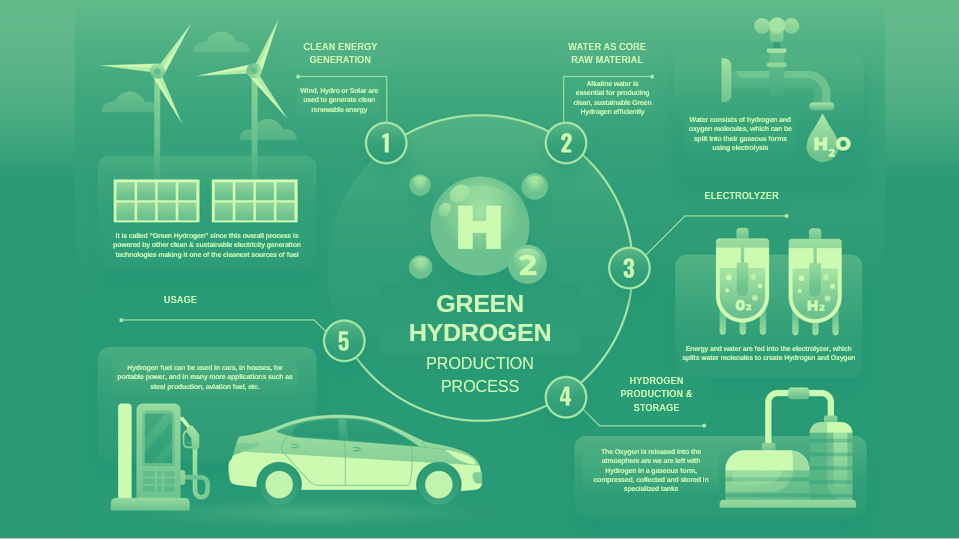 CLEAN ENERGY
GENERATION
Wind, Hydro or Solar are
used to generate clean
renewable energy
1
WATER AS CORE
RAW MATERIAL
Alkaline water is
essential for producing
clean, sustainable Green
Hydrogen efficiently
2
Water consists of hydrogen and
oxygen molecules, which can be
split into their gaseous forms
using electrolysis
H2O
It is called "Green Hydrogen" since this overall process is
powered by other clean & sustainable electricity generation
technologies making it one of the cleanest sources of fuel
H
2
GREEN
HYDROGEN
PRODUCTION
PROCESS
ELECTROLYZER
3
O₂
H₂
Energy and water are fed into the electrolyzer, which
splits water molecules to create Hydrogen and Oxygen
USAGE
5
Hydrogen fuel can be used in cars, in houses, for
portable power, and in many more applications such as
steel production, aviation fuel, etc.
4
HYDROGEN
PRODUCTION &
STORAGE
The Oxygen is released into the
atmosphere are we are left with
Hydrogen in a gaseous form,
compressed, collected and stored in
specialized tanks